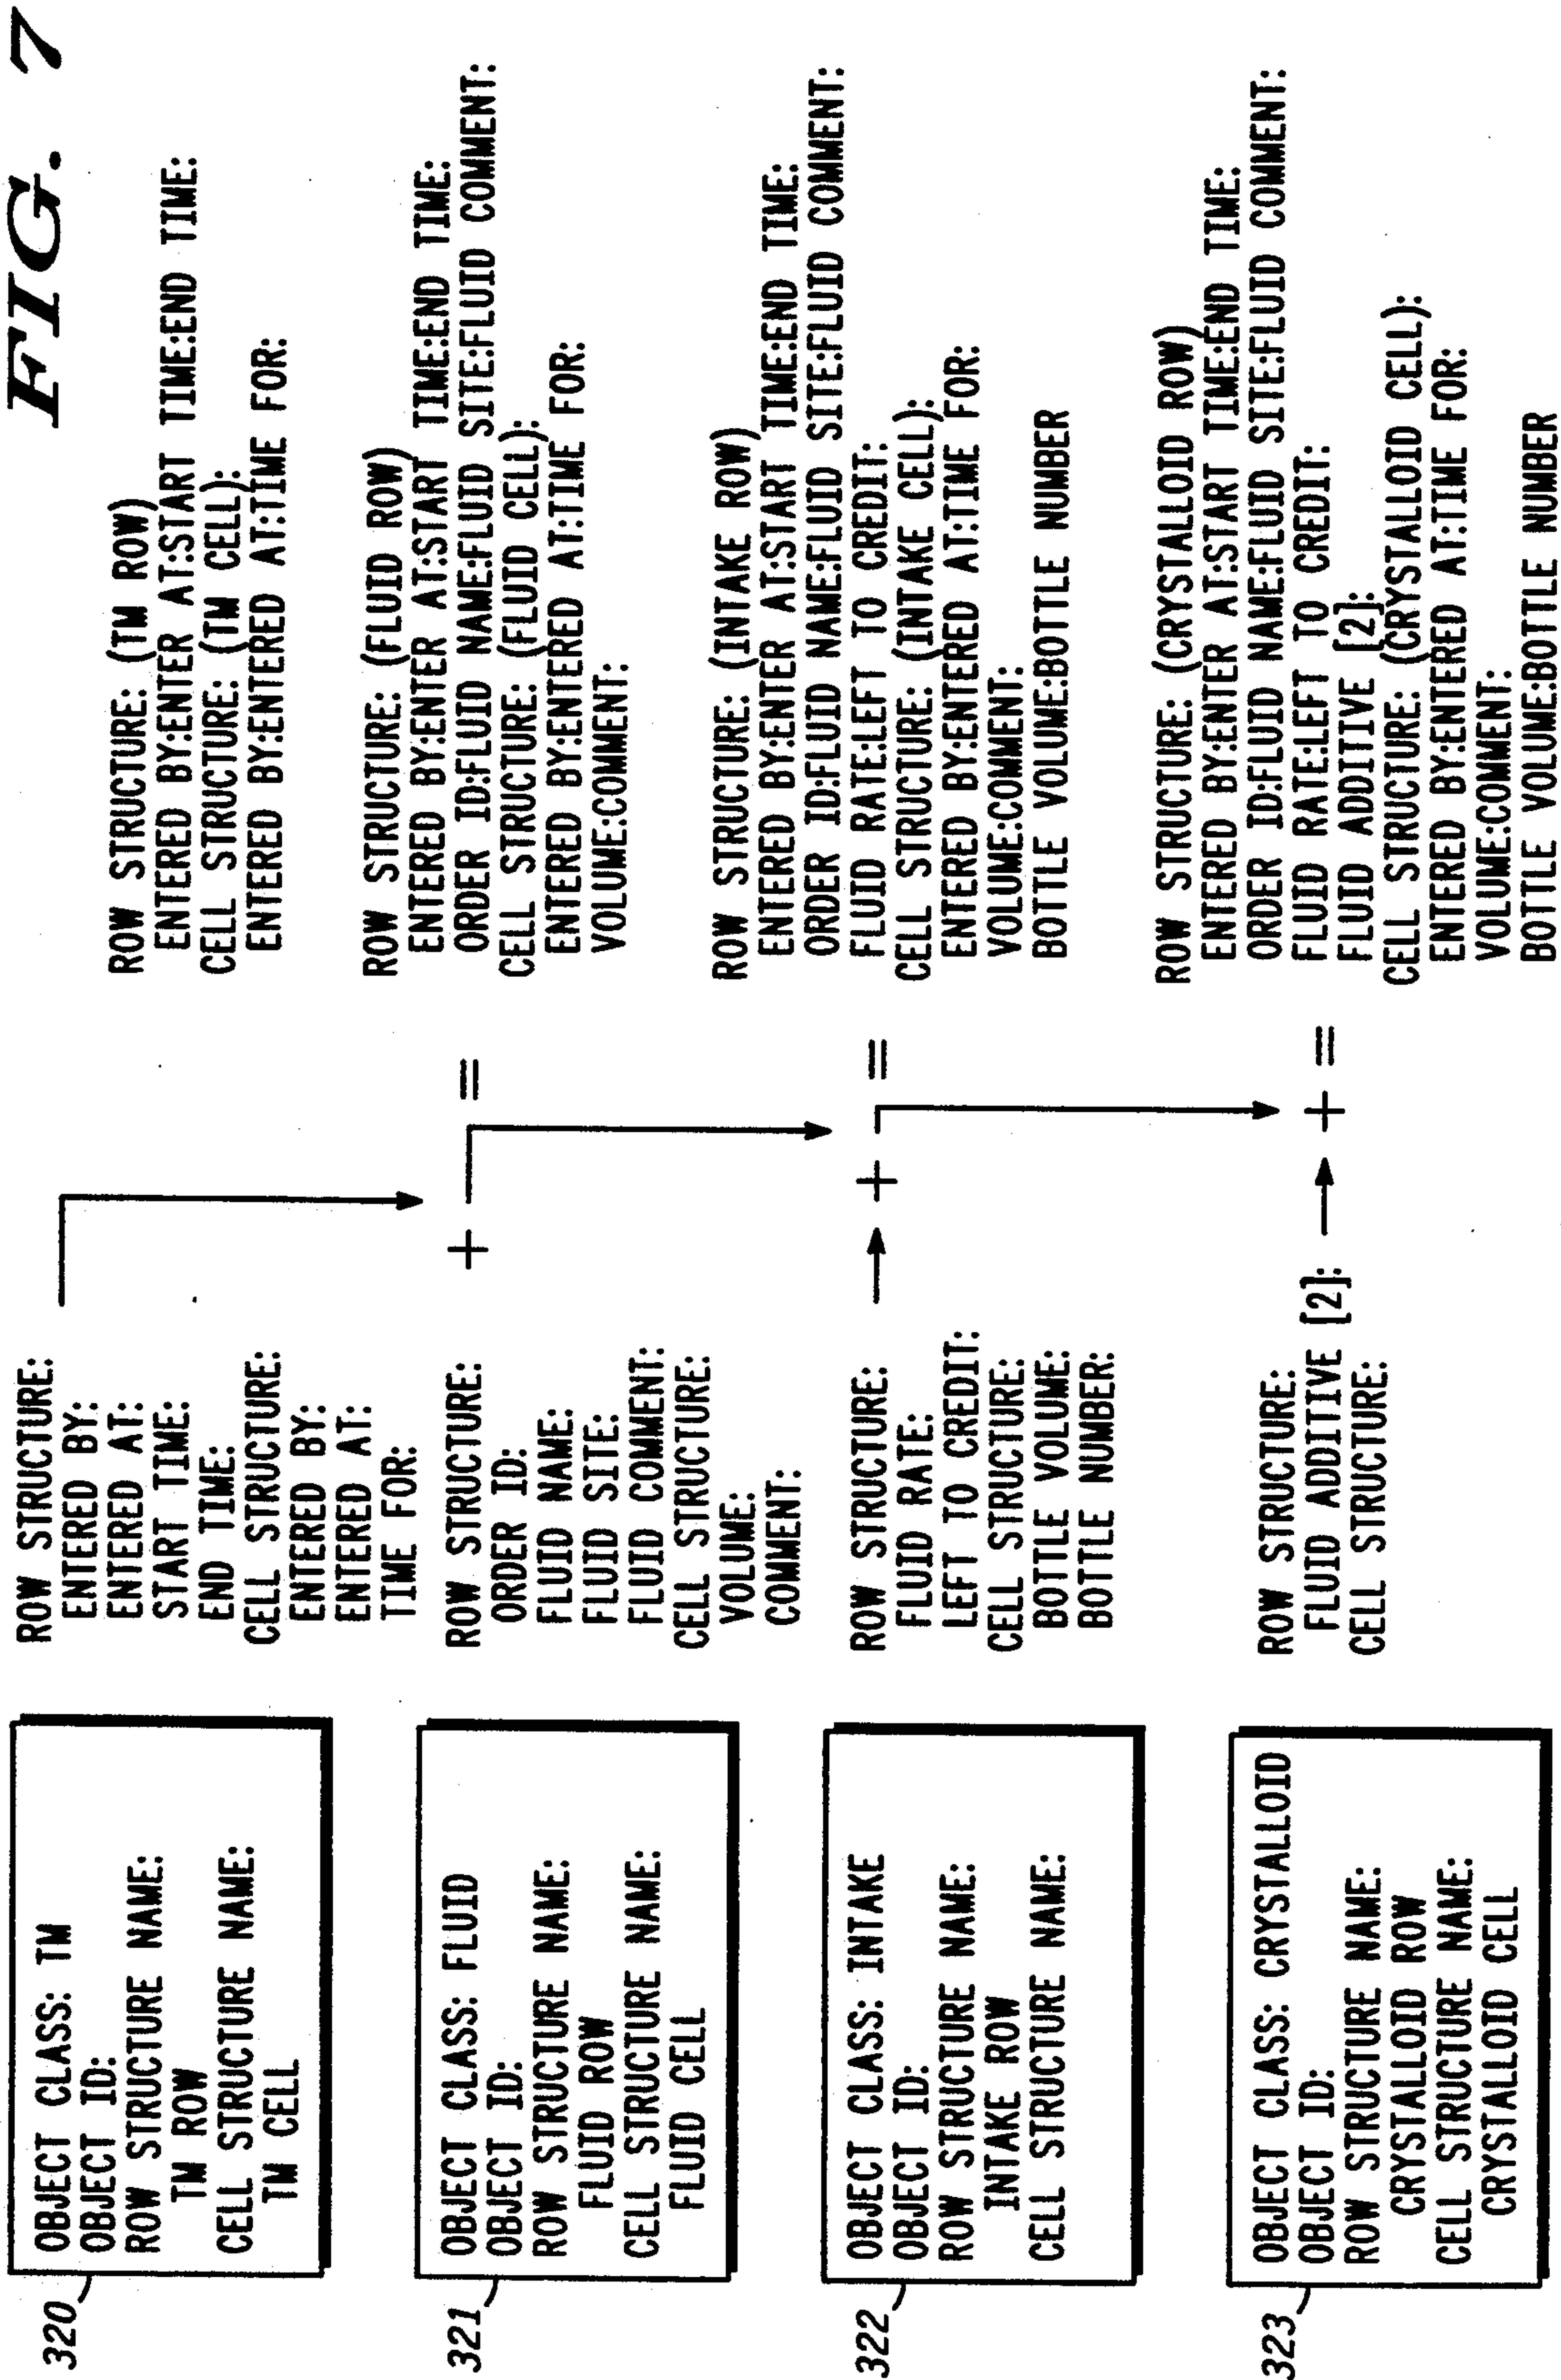 FIG. 7
320
OBJECT CLASS: TM
OBJECT ID:
ROW STRUCTURE NAME:
TM ROW
CELL STRUCTURE NAME:
TM CELL
ROW STRUCTURE:
ENTERED BY:
ENTERED AT:
START TIME:
END TIME:
CELL STRUCTURE:
ENTERED BY:
ENTERED AT:
TIME FOR:
ROW STRUCTURE: (TM ROW)
ENTERED BY:ENTER AT:START TIME:END TIME:
CELL STRUCTURE: (TM CELL):
ENTERED BY:ENTERED AT:TIME FOR:
321
OBJECT CLASS: FLUID
OBJECT ID:
ROW STRUCTURE NAME:
FLUID ROW
CELL STRUCTURE NAME:
FLUID CELL
ROW STRUCTURE:
ORDER ID:
FLUID NAME:
FLUID SITE:
FLUID COMMENT:
CELL STRUCTURE:
VOLUME:
COMMENT:
+ =
ROW STRUCTURE: (FLUID ROW)
ENTERED BY:ENTER AT:START TIME:END TIME:
ORDER ID:FLUID NAME:FLUID SITE:FLUID COMMENT:
CELL STRUCTURE: (FLUID CELL):
ENTERED BY:ENTERED AT:TIME FOR:
VOLUME:COMMENT:
322
OBJECT CLASS: INTAKE
OBJECT ID:
ROW STRUCTURE NAME:
INTAKE ROW
CELL STRUCTURE NAME:
ROW STRUCTURE:
FLUID RATE:
LEFT TO CREDIT:
CELL STRUCTURE:
BOTTLE VOLUME:
BOTTLE NUMBER:
+ =
ROW STRUCTURE: (INTAKE ROW)
ENTERED BY:ENTER AT:START TIME:END TIME:
ORDER ID:FLUID NAME:FLUID SITE:FLUID COMMENT:
FLUID RATE:LEFT TO CREDIT:
CELL STRUCTURE: (INTAKE CELL):
ENTERED BY:ENTERED AT:TIME FOR:
VOLUME:COMMENT:
BOTTLE VOLUME:BOTTLE NUMBER
323
OBJECT CLASS: CRYSTALLOID
OBJECT ID:
ROW STRUCTURE NAME:
CRYSTALLOID ROW
CELL STRUCTURE NAME:
CRYSTALLOID CELL
ROW STRUCTURE:
FLUID ADDITIVE [2]:
CELL STRUCTURE:
+ =
ROW STRUCTURE: (CRYSTALLOID ROW)
ENTERED BY:ENTER AT:START TIME:END TIME:
ORDER ID:FLUID NAME:FLUID SITE:FLUID COMMENT:
FLUID RATE:LEFT TO CREDIT:
FLUID ADDITIVE [2]:
CELL STRUCTURE: (CRYSTALLOID CELL):
ENTERED BY:ENTERED AT:TIME FOR:
VOLUME:COMMENT:
BOTTLE VOLUME:BOTTLE NUMBER